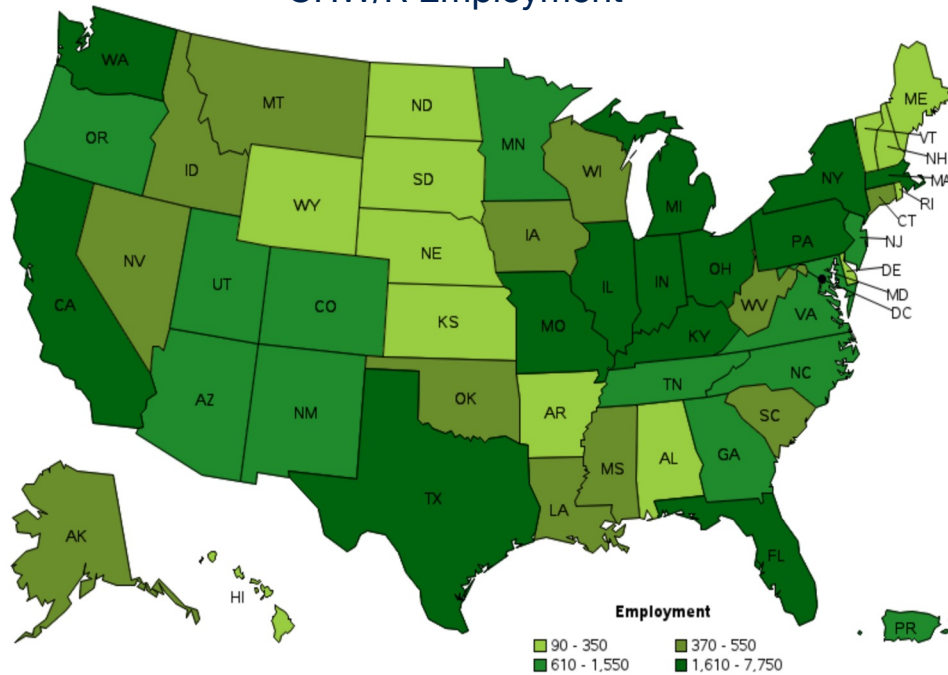 WA
MT
ND
MN
ME
VT
NH
MA
RI
CT
NJ
DE
MD
DC
OR
ID
SD
WI
NY
MI
WY
IA
NE
PA
NV
UT
IL
IN
OH
CO
CA
KS
MO
WV
VA
KY
AZ
NM
OK
TN
NC
AR
SC
TX
MS
AL
GA
LA
AK
FL
HI
PR
Employment
90 - 350
370 - 550
610 - 1,550
1,610 - 7,750